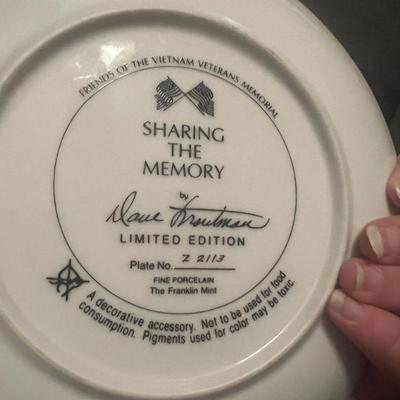 FRIENDS OF THE VIETNAM VETERANS MEMORIAL
SHARING
THE
MEMORY
by
Dave Troutman
LIMITED EDITION
Plate No. Z 2113
FINE PORCELAIN
The Franklin Mint
A decorative accessory. Not to be used for food
consumption. Pigments used for color may be toxic.